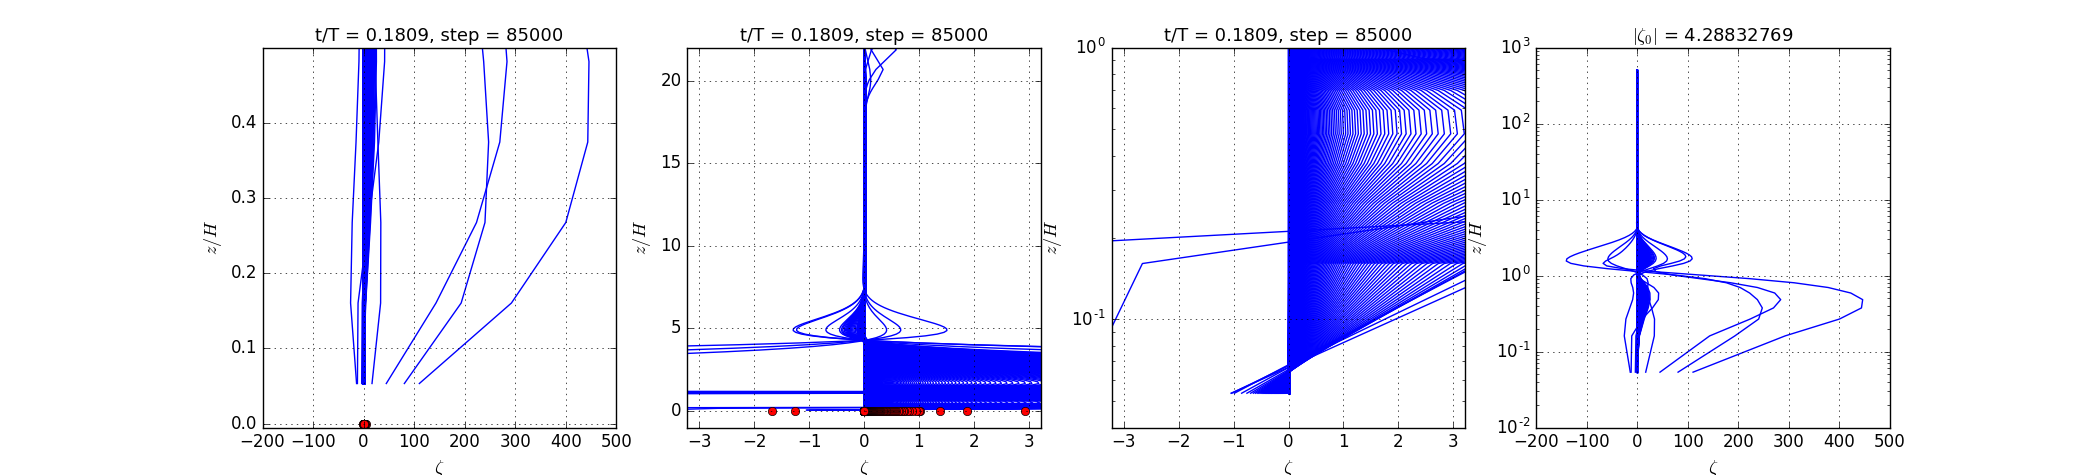 t/T = 0.1809, step = 85000
z/H
0.4
0.3
0.2
0.1
0.0
−200 −100 0 100 200 300 400 500
ζ
t/T = 0.1809, step = 85000
z/H
20
15
10
5
0
−3 −2 −1 0 1 2 3
ζ
t/T = 0.1809, step = 85000
z/H
10⁰
10⁻¹
−3 −2 −1 0 1 2 3
ζ
|ζ₀| = 4.28832769
z/H
10³
10²
10¹
10⁰
10⁻¹
10⁻²
−200 −100 0 100 200 300 400 500
ζ